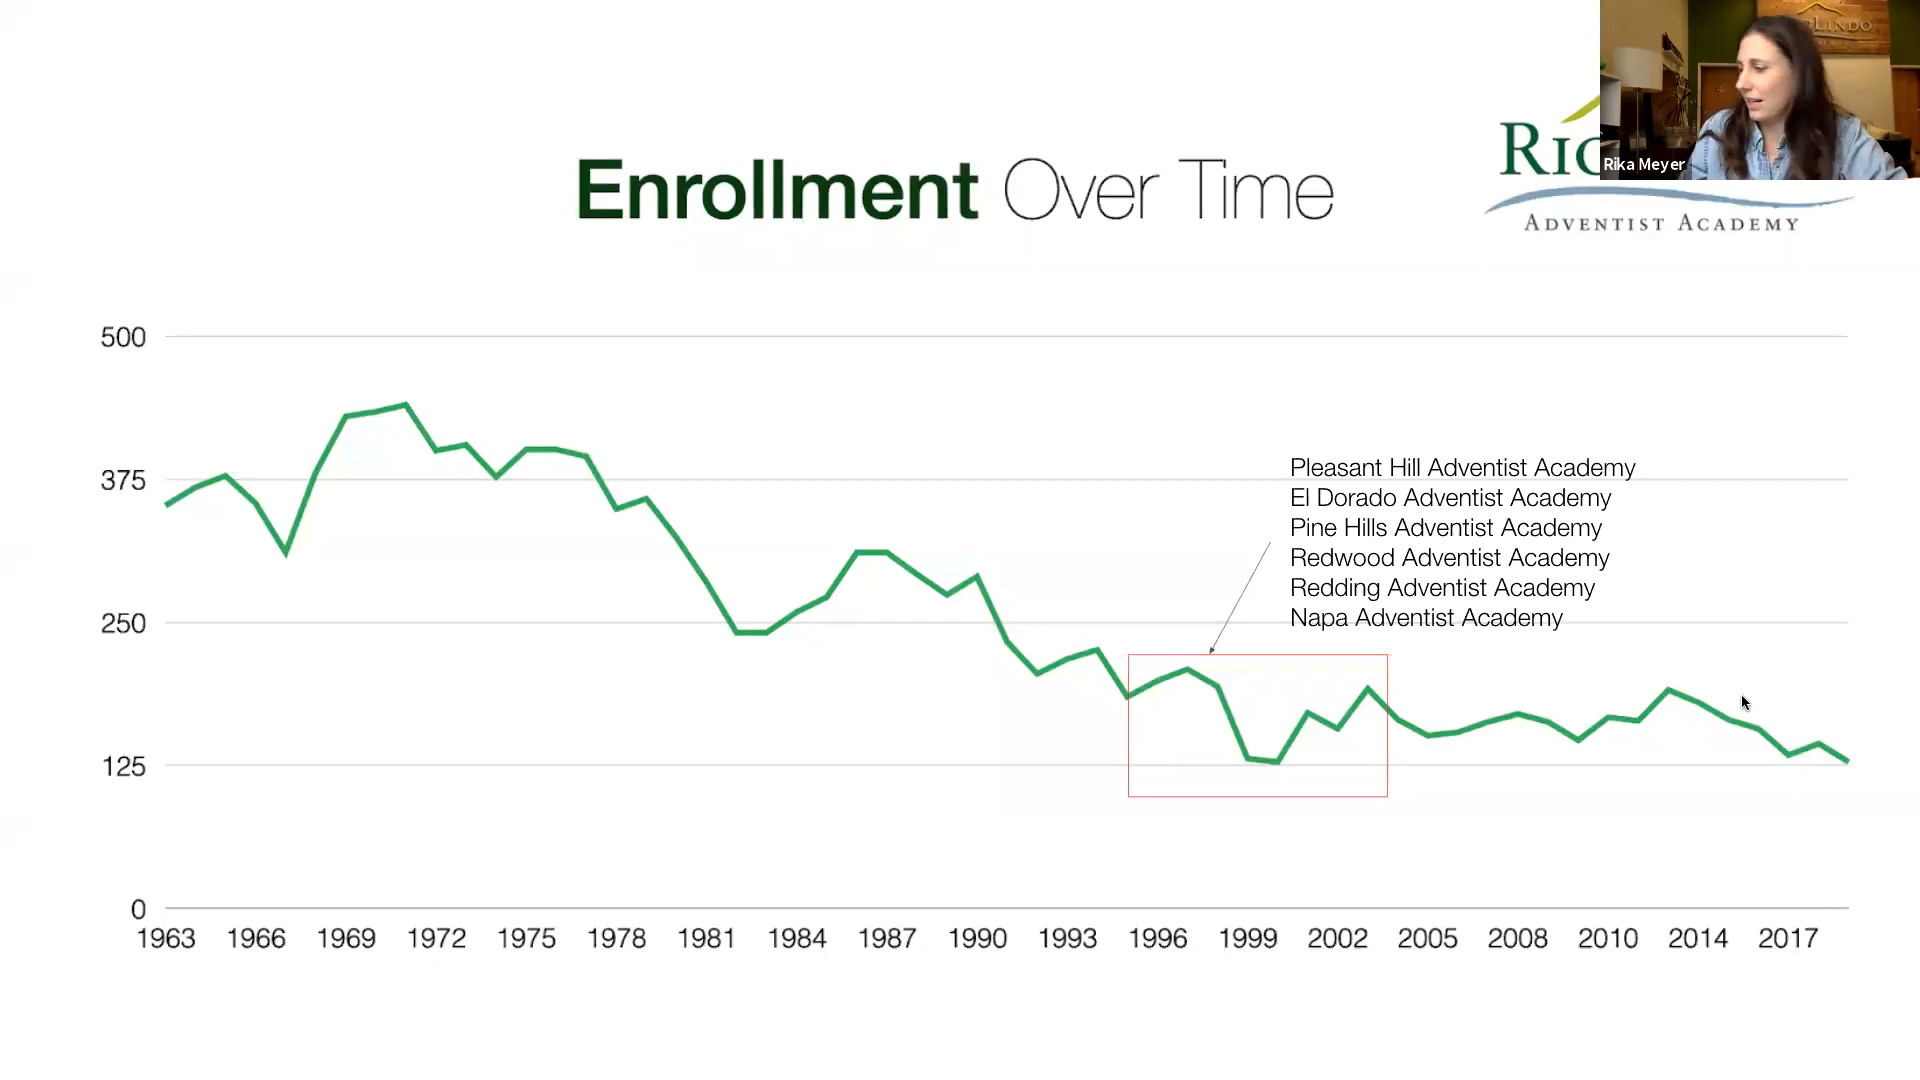 LINDO
Rika Meyer
Enrollment Over Time
RIO
ADVENTIST ACADEMY
500
375
250
125
0
Pleasant Hill Adventist Academy
El Dorado Adventist Academy
Pine Hills Adventist Academy
Redwood Adventist Academy
Redding Adventist Academy
Napa Adventist Academy
1963 1966 1969 1972 1975 1978 1981 1984 1987 1990 1993 1996 1999 2002 2005 2008 2010 2014 2017